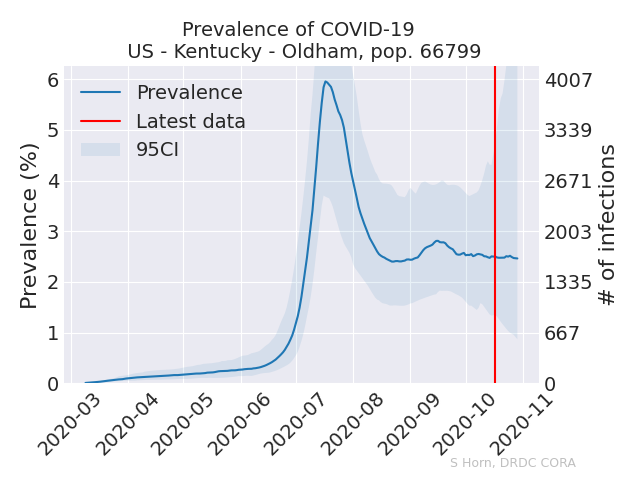 Prevalence of COVID-19
US - Kentucky - Oldham, pop. 66799
Prevalence
Latest data
95CI
Prevalence (%)
6
5
4
3
2
1
0
4007
3339
2671
2003
1335
667
0
# of infections
2020-03
2020-04
2020-05
2020-06
2020-07
2020-08
2020-09
2020-10
2020-11
S Horn, DRDC CORA